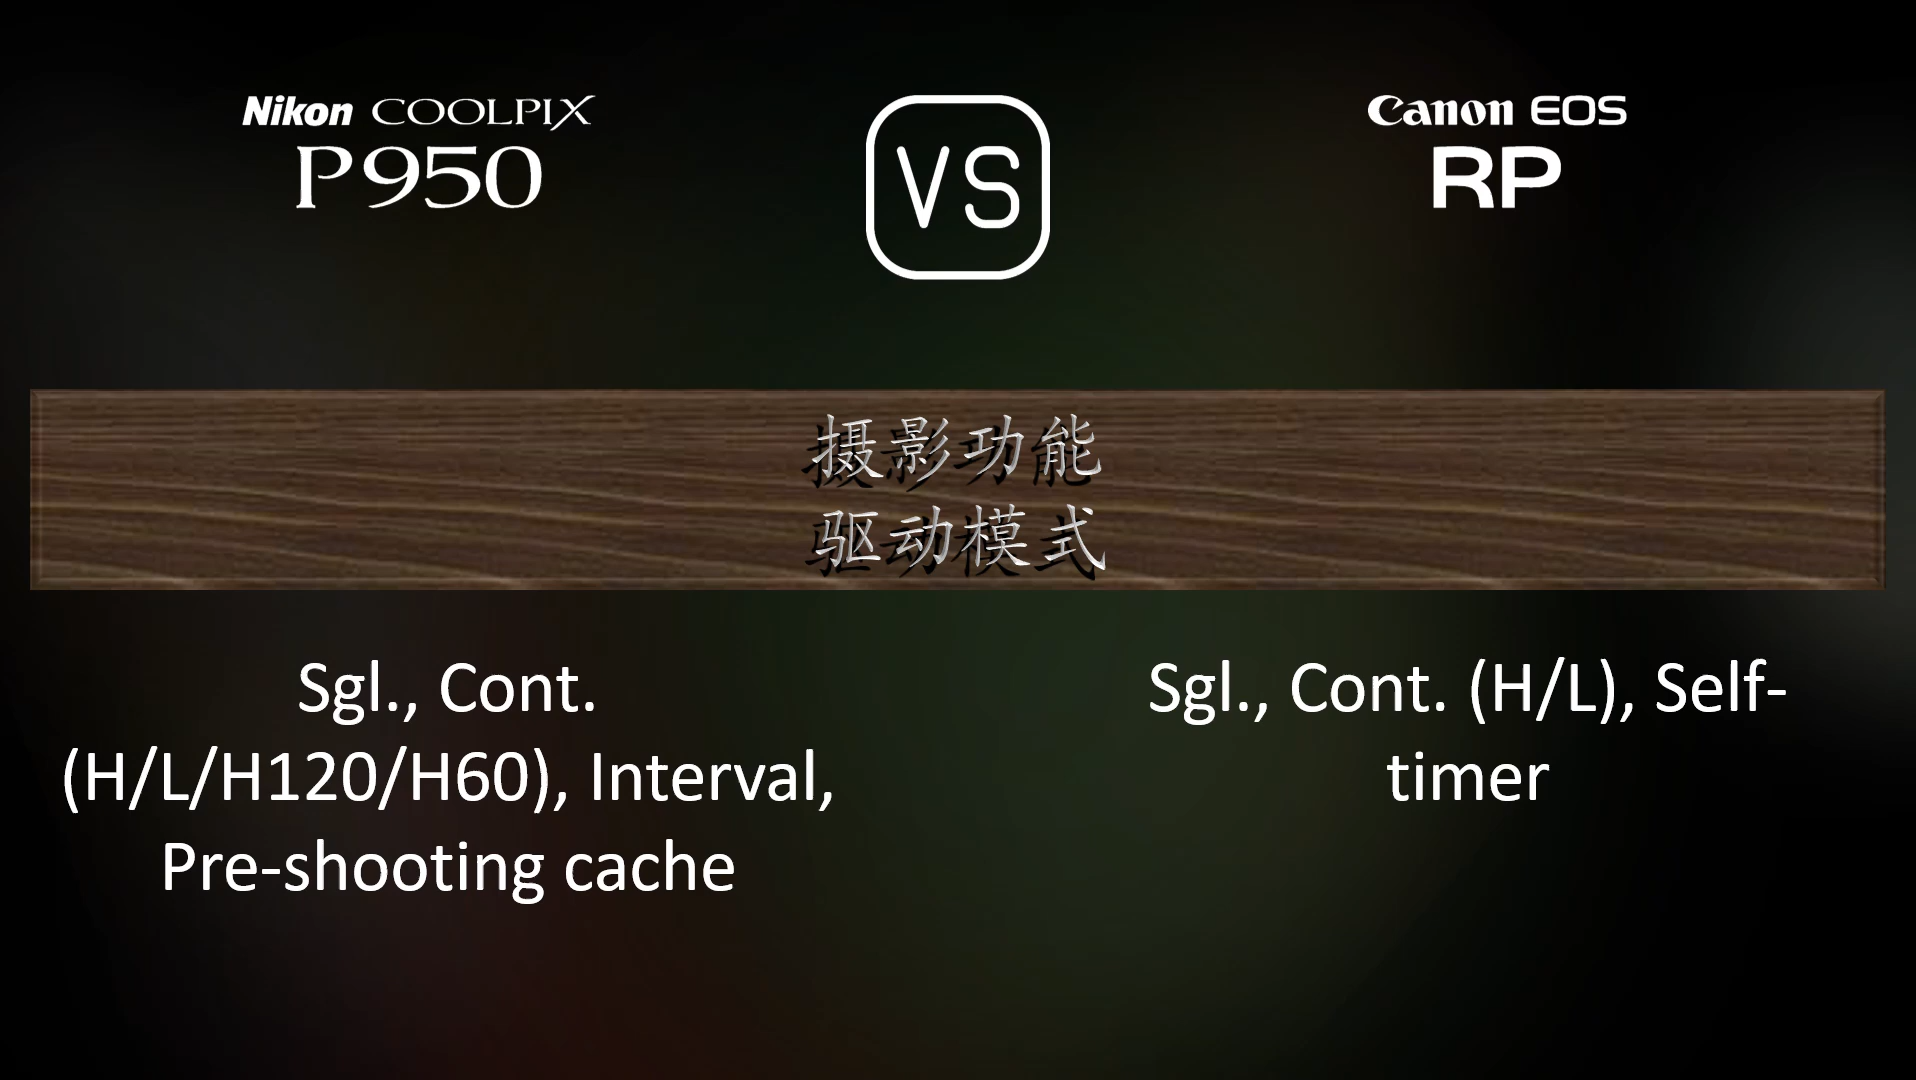 Nikon COOLPIX
P950
VS
Canon EOS
RP
摄影功能
驱动模式
Sgl., Cont.
(H/L/H120/H60), Interval,
Pre-shooting cache
Sgl., Cont. (H/L), Self-
timer